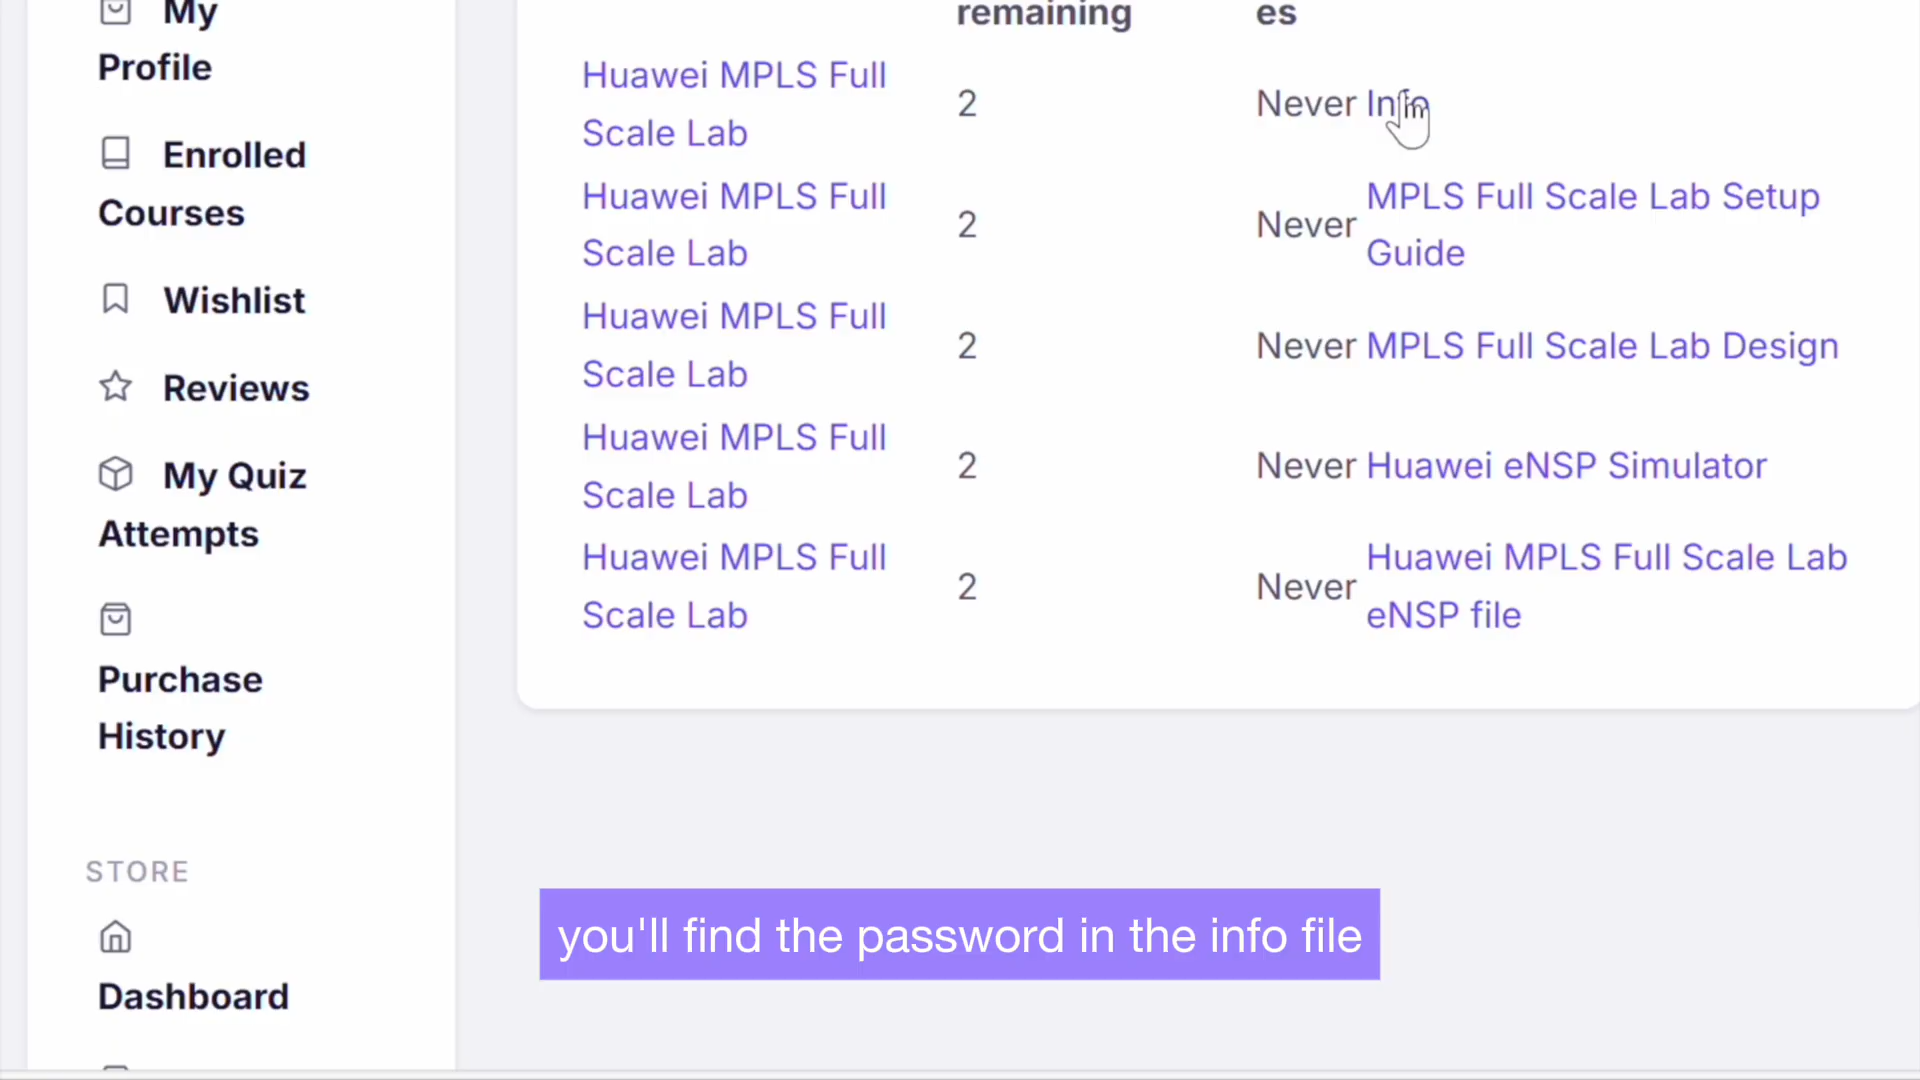 My
Profile
Enrolled
Courses
Wishlist
Reviews
My Quiz
Attempts
Purchase
History
STORE
Dashboard
remaining
es
Huawei MPLS Full
Scale Lab
2
Never
Info
Huawei MPLS Full
Scale Lab
2
Never
MPLS Full Scale Lab Setup
Guide
Huawei MPLS Full
Scale Lab
2
Never
MPLS Full Scale Lab Design
Huawei MPLS Full
Scale Lab
2
Never
Huawei eNSP Simulator
Huawei MPLS Full
Scale Lab
2
Never
Huawei MPLS Full Scale Lab
eNSP file
you'll find the password in the info file